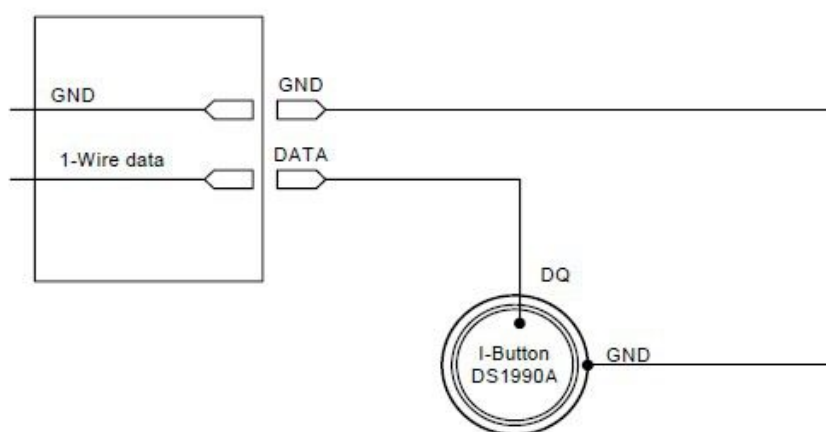 GND
GND
1-Wire data
DATA
DQ
I-Button
DS1990A
GND